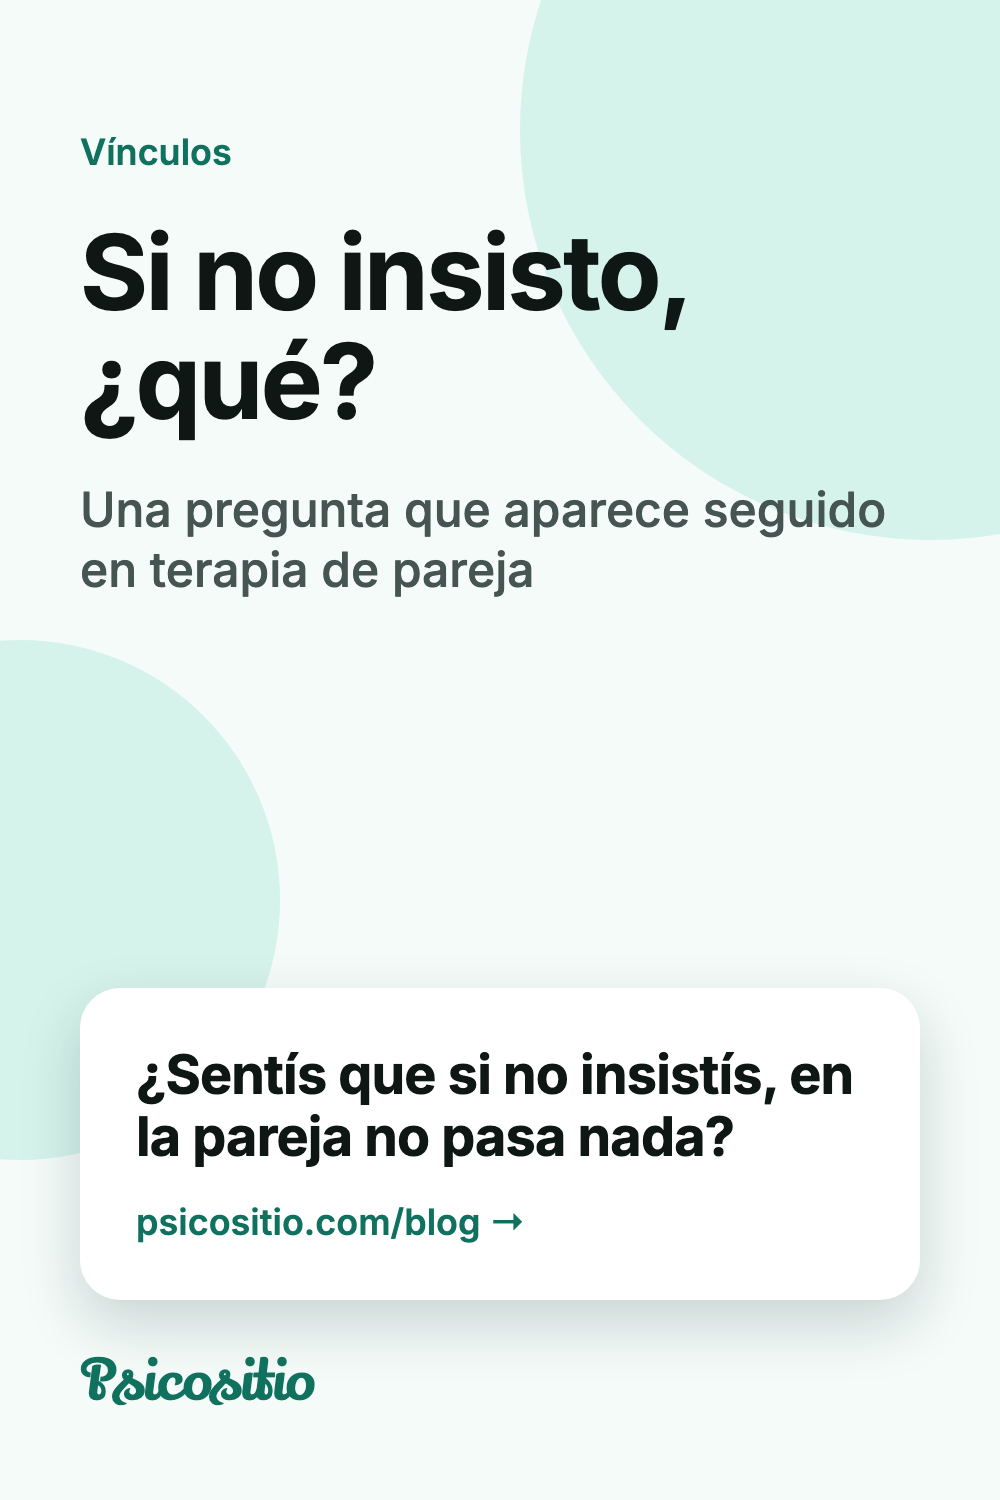 Vínculos
Si no insisto,
¿qué?
Una pregunta que aparece seguido
en terapia de pareja
¿Sentís que si no insistís, en
la pareja no pasa nada?
psicositio.com/blog →
Psicositio